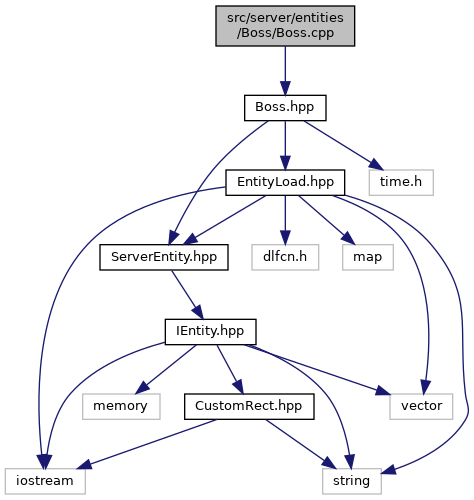 src/server/entities
/Boss/Boss.cpp
Boss.hpp
EntityLoad.hpp
time.h
ServerEntity.hpp
dlfcn.h
map
IEntity.hpp
memory
CustomRect.hpp
vector
iostream
string